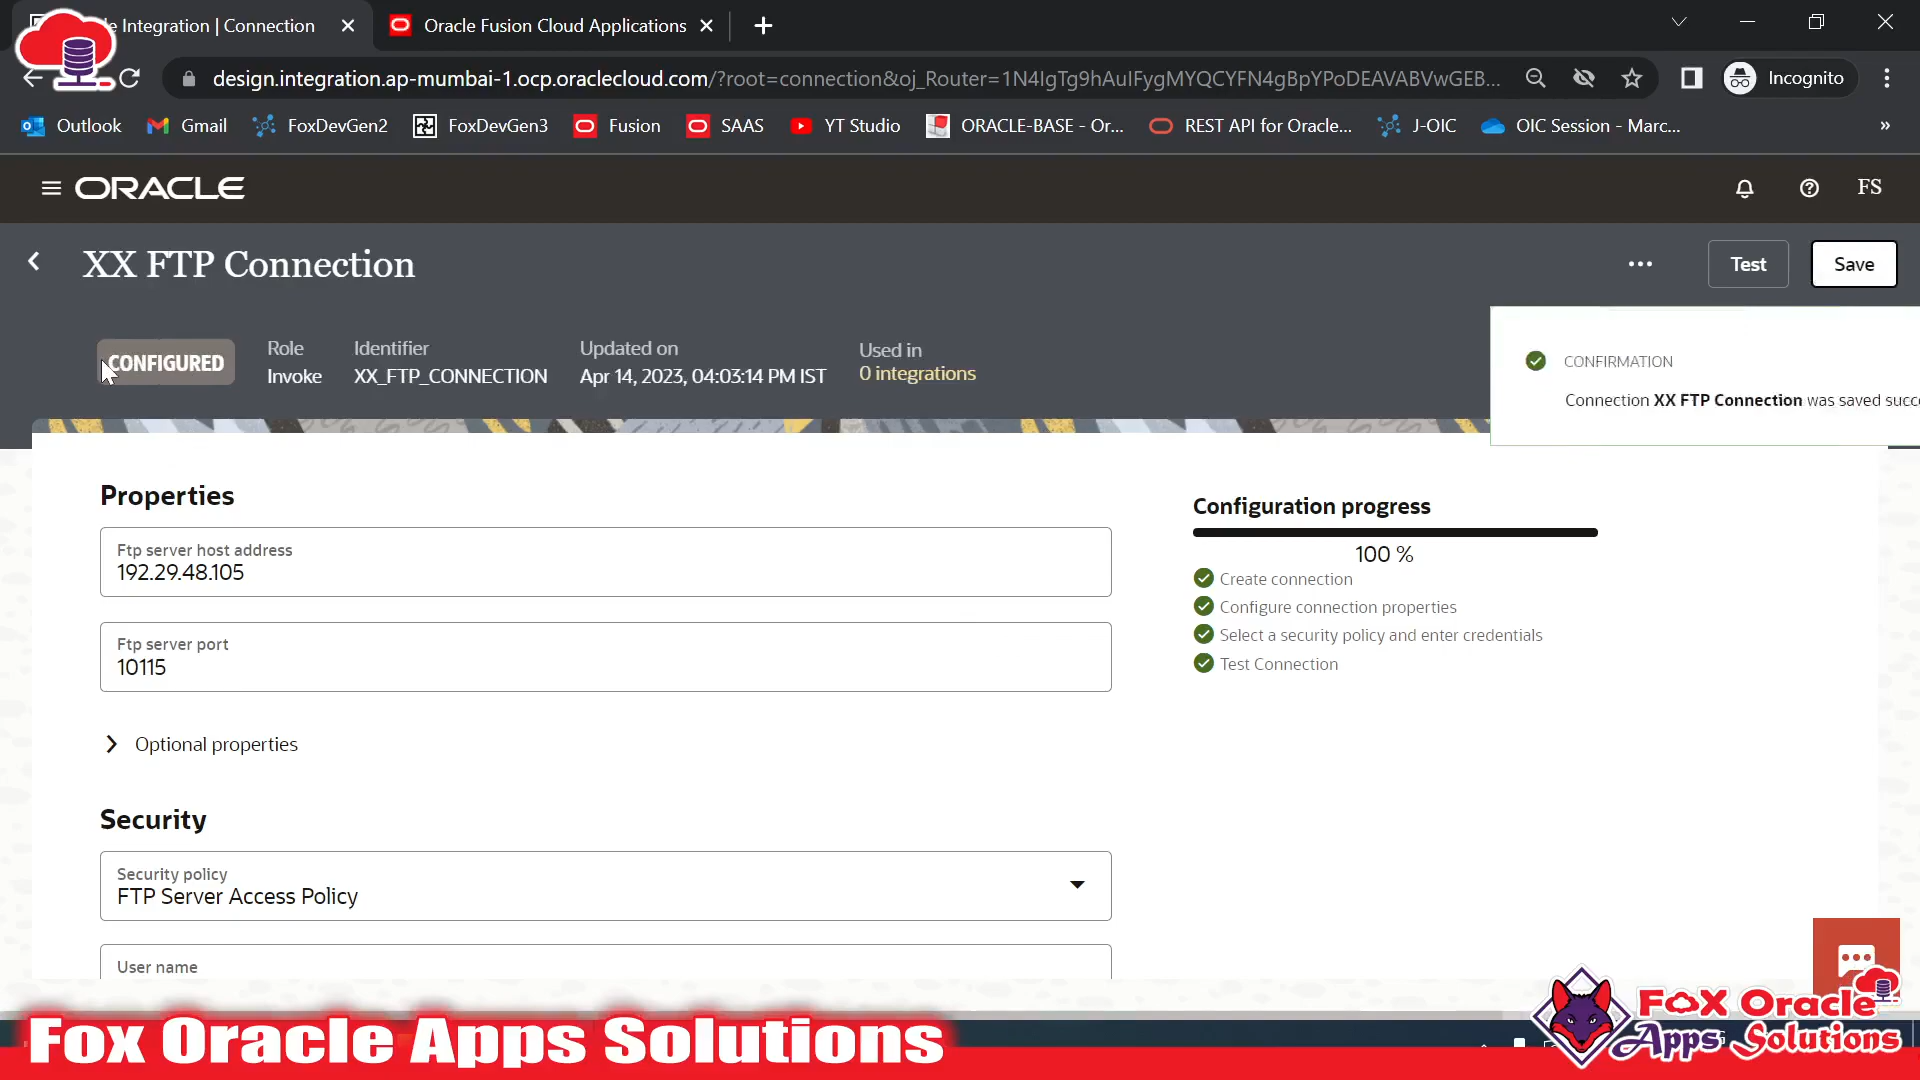 Integration | Connection
Oracle Fusion Cloud Applications
design.integration.ap-mumbai-1.ocp.oraclecloud.com/?root=connection&oj_Router=1N4IgTg9hAuIFygMYQCYFN4gBpYPoDEAVABVwGEB...
Incognito
Outlook
Gmail
FoxDevGen2
FoxDevGen3
Fusion
SAAS
YT Studio
ORACLE-BASE - Or...
REST API for Oracle...
J-OIC
OIC Session - Marc...
»
ORACLE
FS
XX FTP Connection
Test
Save
CONFIGURED
Role
Invoke
Identifier
XX_FTP_CONNECTION
Updated on
Apr 14, 2023, 04:03:14 PM IST
Used in
0 integrations
CONFIRMATION
Connection XX FTP Connection was saved succ
Properties
Ftp server host address
192.29.48.105
Ftp server port
10115
Optional properties
Configuration progress
100 %
Create connection
Configure connection properties
Select a security policy and enter credentials
Test Connection
Security
Security policy
FTP Server Access Policy
User name
Fox Oracle Apps Solutions
Fox Oracle
Apps Solutions